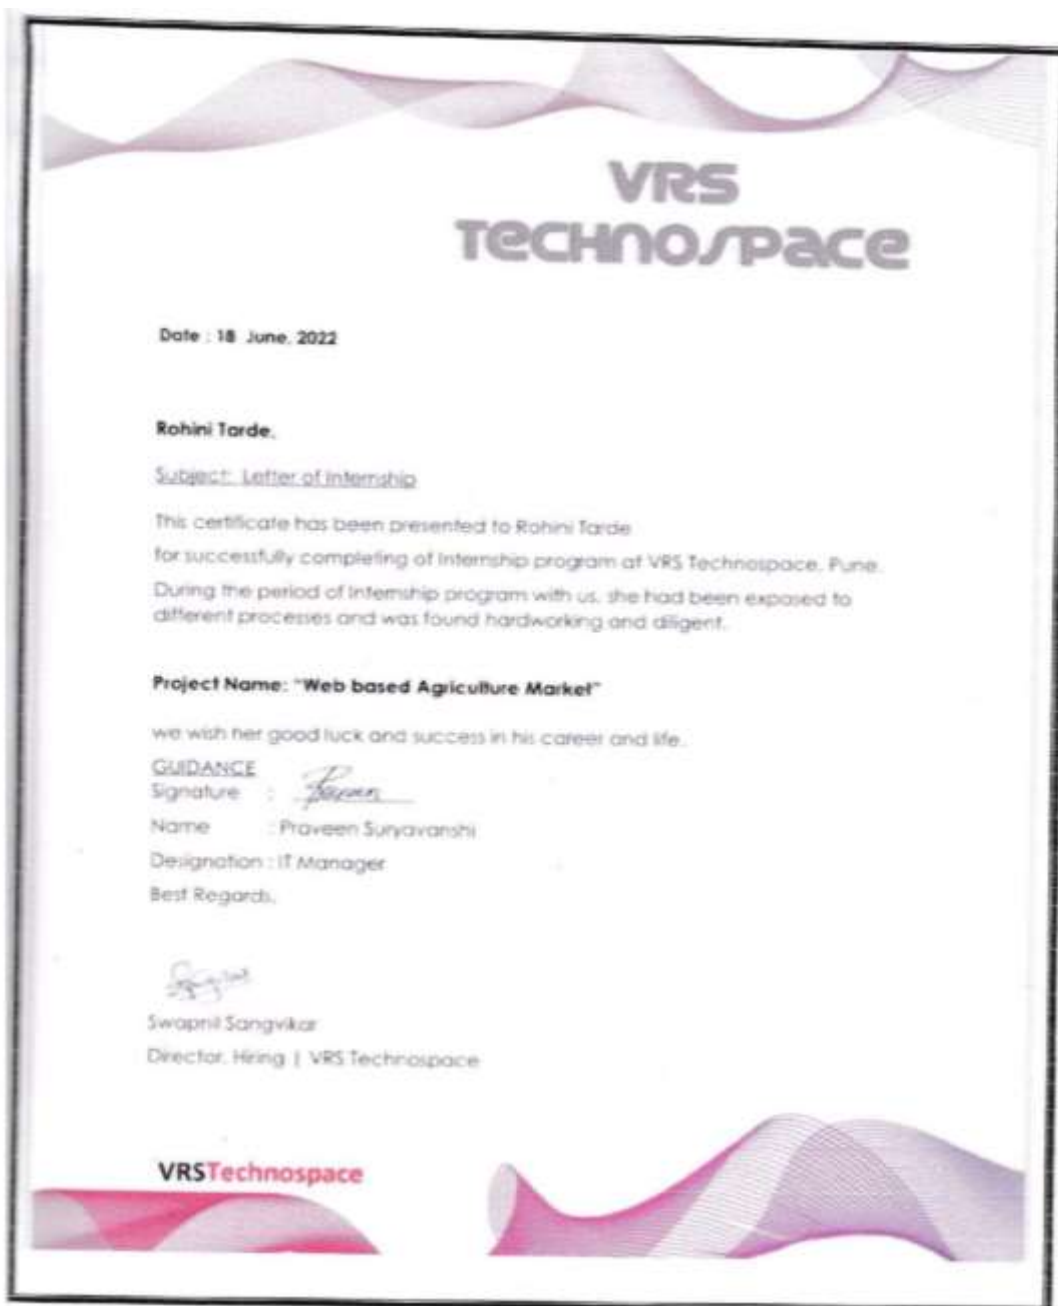 VRS
TECHNOSPACE
Date : 18 June, 2022
Rohini Tarde,
Subject: Letter of Internship
This certificate has been presented to Rohini Tarde
for successfully completing of Internship program at VRS Technospace, Pune.
During the period of Internship program with us, she had been exposed to
different processes and was found hardworking and diligent.
Project Name: "Web based Agriculture Market"
we wish her good luck and success in his career and life.
GUIDANCE
Signature :
Name : Praveen Suryavanshi
Designation : IT Manager
Best Regards,
Swapnil Sangvikar
Director, Hiring | VRS Technospace
VRSTechnospace